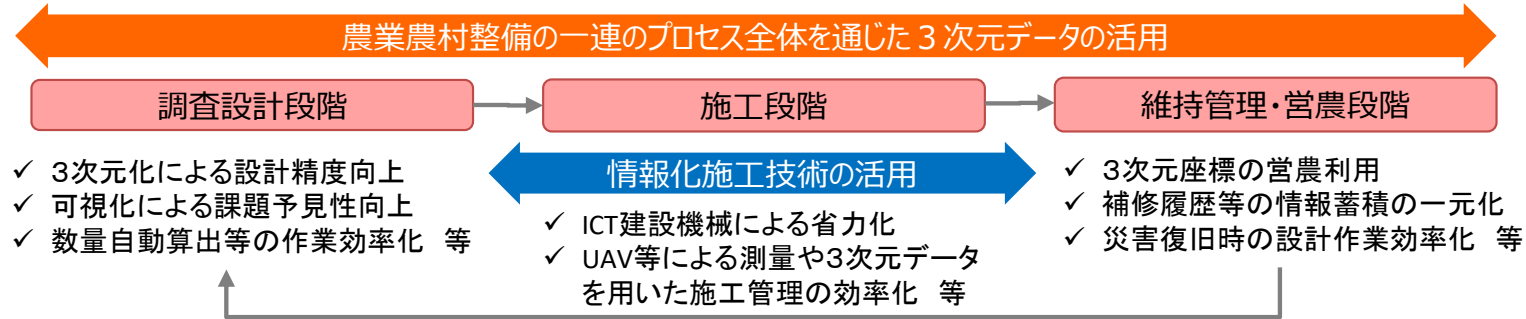 農業農村整備の一連のプロセス全体を通じた３次元データの活用
調査設計段階
✓ ３次元化による設計精度向上
✓ 可視化による課題予見性向上
✓ 数量自動算出等の作業効率化　等
施工段階
情報化施工技術の活用
✓ ICT建設機械による省力化
✓ UAV等による測量や３次元データ
を用いた施工管理の効率化　等
維持管理・営農段階
✓ ３次元座標の営農利用
✓ 補修履歴等の情報蓄積の一元化
✓ 災害復旧時の設計作業効率化　等